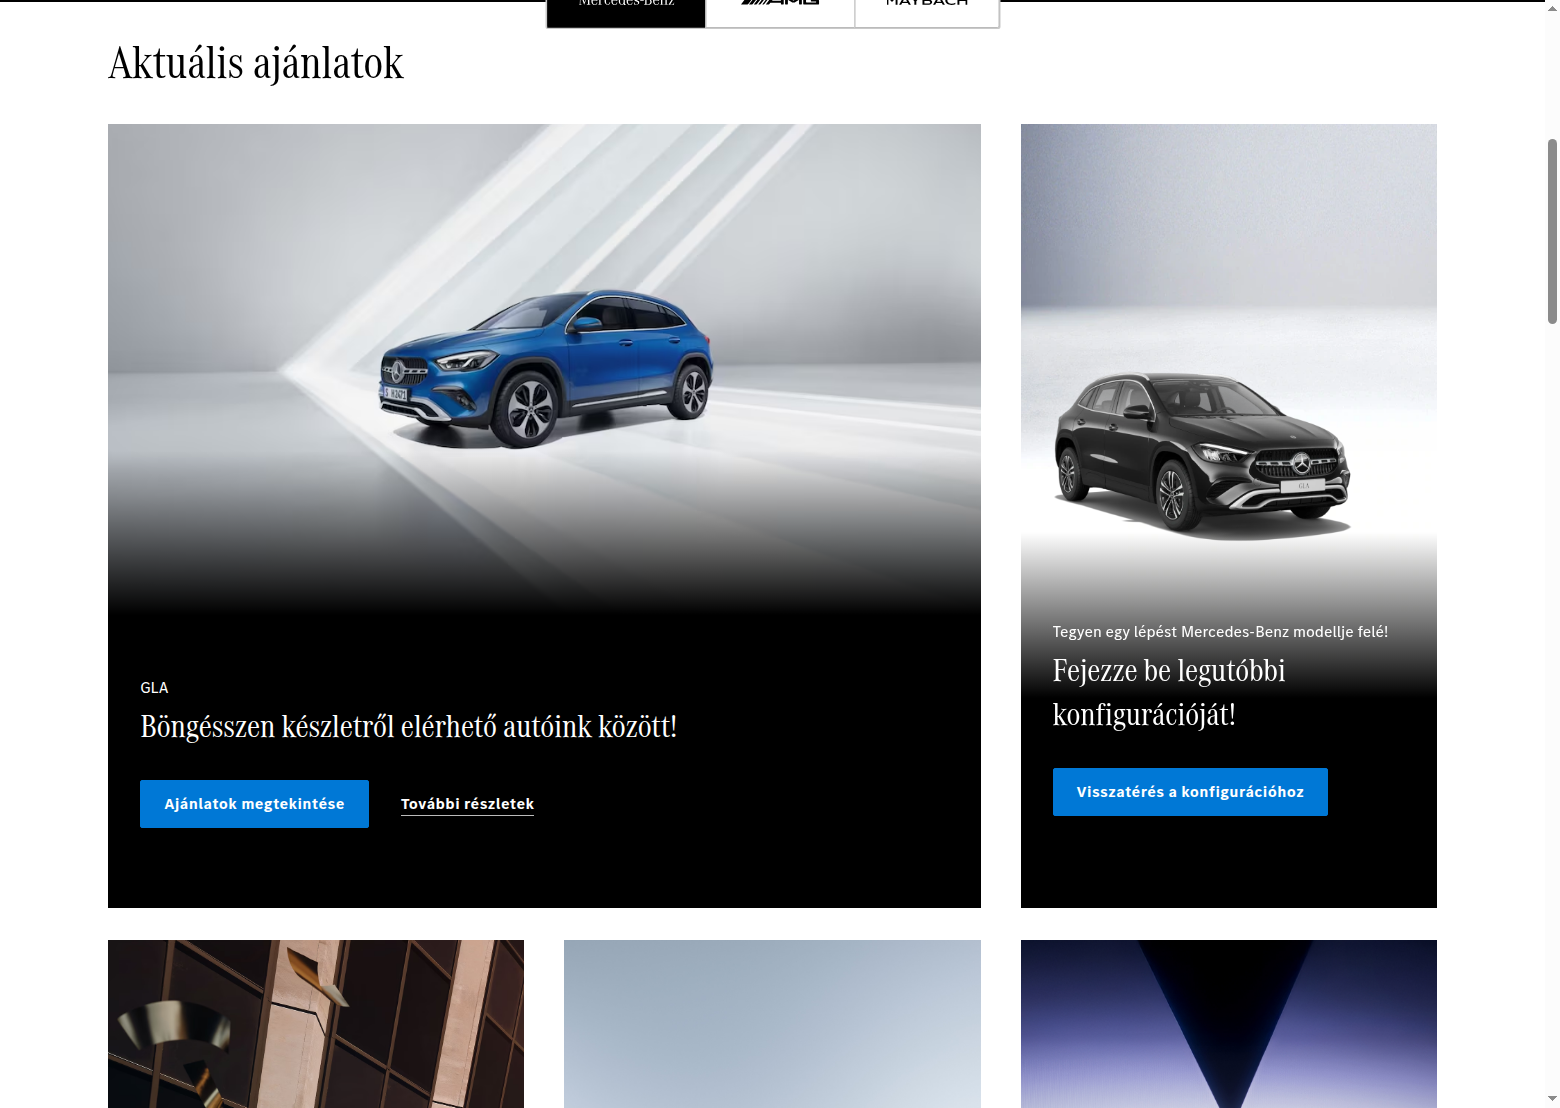 Mercedes-Benz AMG MAYBACH
Aktuális ajánlatok
GLA
Böngésszen készletről elérhető autóink között!
Ajánlatok megtekintése
További részletek
GLA
Tegyen egy lépést Mercedes-Benz modellje felé!
Fejezze be legutóbbi
konfigurációját!
Visszatérés a konfigurációhoz